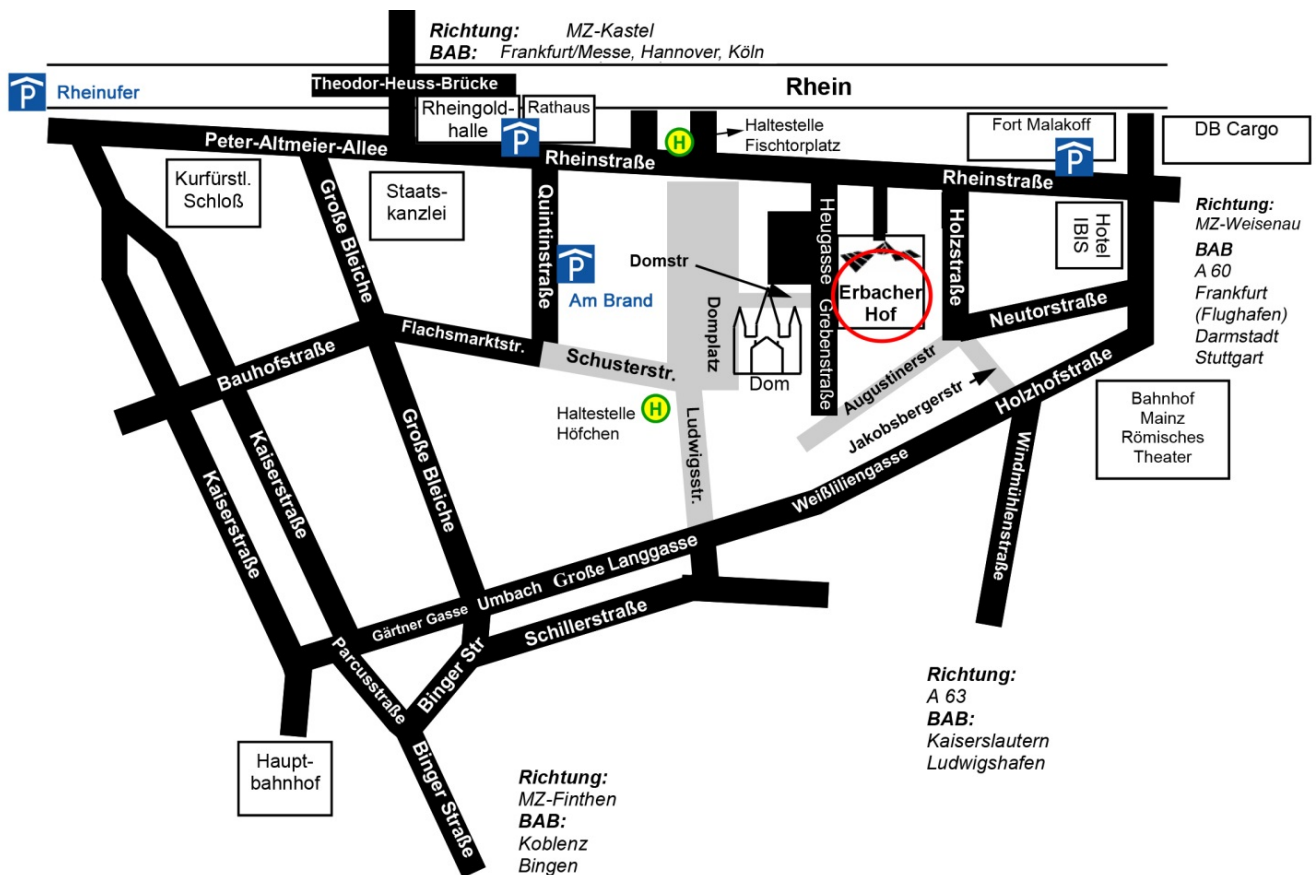 Richtung: MZ-Kastel
BAB: Frankfurt/Messe, Hannover, Köln
P Rheinufer
Theodor-Heuss-Brücke
Rhein
Rheingold-
halle
P
Rathaus
H
Haltestelle
Fischtorplatz
Fort Malakoff
P
DB Cargo
Peter-Altmeier-Allee
Rheinstraße
Rheinstraße
Kurfürstl.
Schloß
Große Bleiche
Staats-
kanzlei
Quintinstraße
P
Am Brand
Domstr
Heugasse
Grebenstraße
Erbacher
Hof
Holzstraße
Hotel
IBIS
Richtung:
MZ-Weisenau
BAB
A 60
Frankfurt
(Flughafen)
Darmstadt
Stuttgart
Neutorstraße
Flachsmarktstr.
Schusterstr.
Domplatz
Dom
Augustinerstr
Jakobsbergerstr
Holzhofstraße
Bauhofstraße
Haltestelle
Höfchen
H
Ludwigsstr.
Bahnhof
Mainz
Römisches
Theater
Kaiserstraße
Kaiserstraße
Große Bleiche
Weißliliengasse
Windmühlenstraße
Gärtner Gasse
Umbach
Große Langgasse
Schillerstraße
Parcusstraße
Binger Str
Binger Straße
Haupt-
bahnhof
Richtung:
MZ-Finthen
BAB:
Koblenz
Bingen
Richtung:
A 63
BAB:
Kaiserslautern
Ludwigshafen